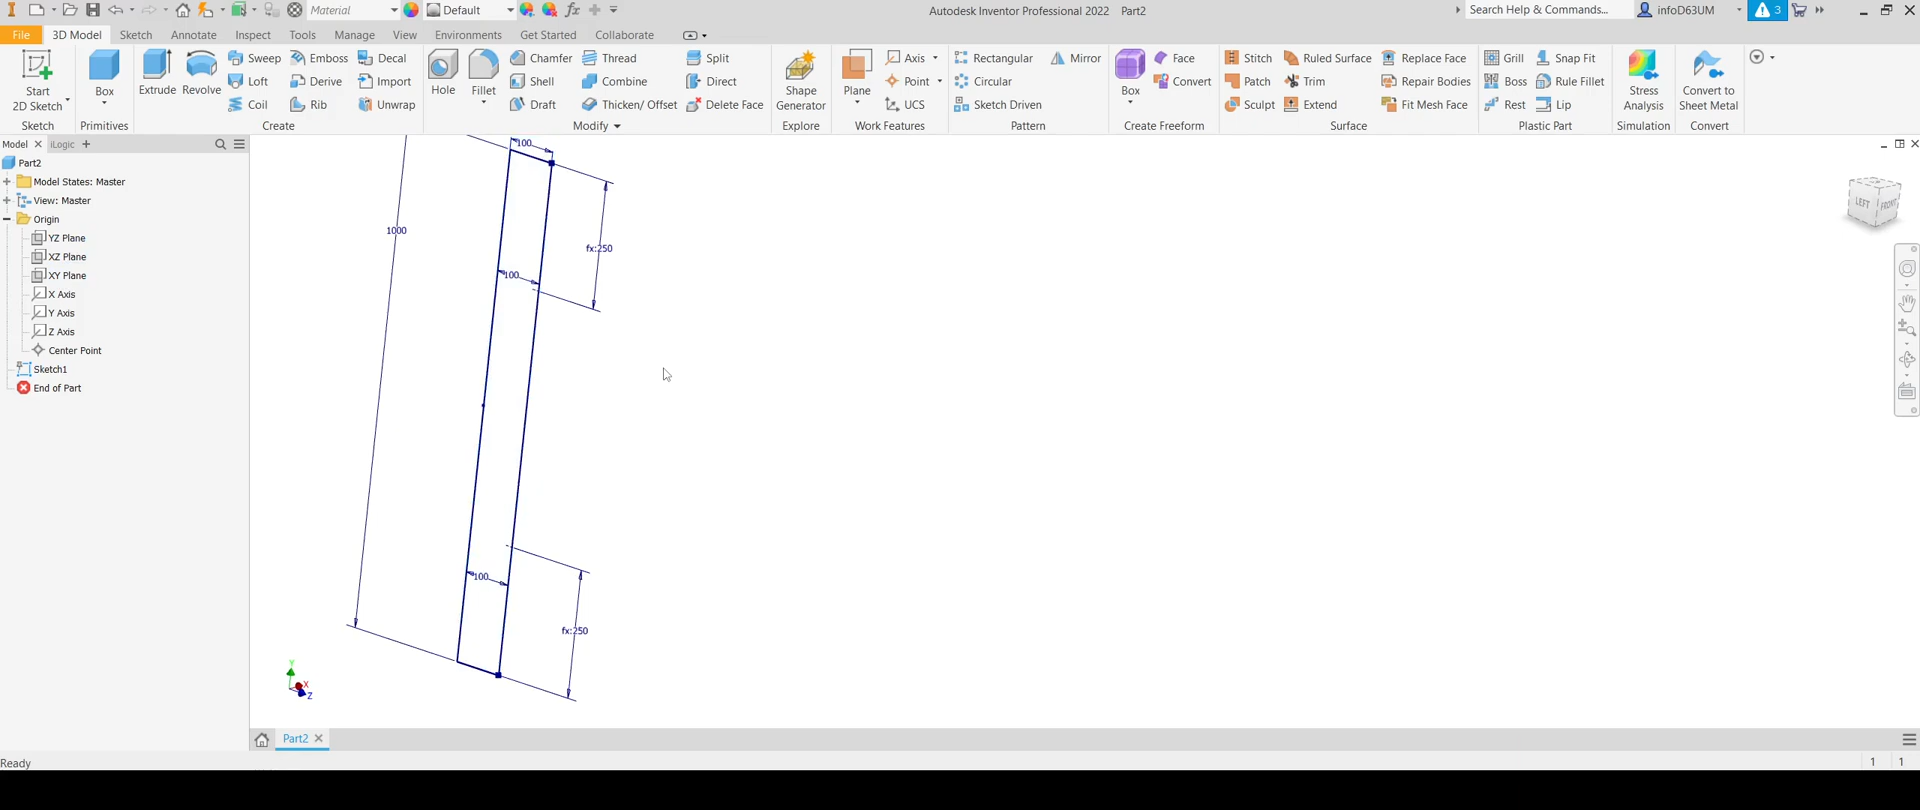 Material Default fx Autodesk Inventor Professional 2022 Part2 Search Help & Commands... infoD63UM 3
File 3D Model Sketch Annotate Inspect Tools Manage View Environments Get Started Collaborate
Start
2D Sketch
Sketch
Box
Primitives
Extrude Revolve
Sweep Emboss Decal
Loft Derive Import
Coil Rib Unwrap
Create
Hole Fillet
Chamfer Thread Split
Shell Combine Direct
Draft Thicken/ Offset Delete Face
Modify
Shape
Generator
Explore
Plane
Axis
Point
UCS
Work Features
Rectangular Mirror
Circular
Sketch Driven
Pattern
Box
Face
Convert
Create Freeform
Stitch Ruled Surface Replace Face
Patch Trim Repair Bodies
Sculpt Extend Fit Mesh Face
Surface
Grill Snap Fit
Boss Rule Fillet
Rest Lip
Plastic Part
Stress
Analysis
Simulation
Convert to
Sheet Metal
Convert
Model iLogic
Part2
Model States: Master
View: Master
Origin
YZ Plane
XZ Plane
XY Plane
X Axis
Y Axis
Z Axis
Center Point
Sketch1
End of Part
100
1000
fx:250
100
100
fx:250
LEFT FRONT
Y
X
Z
Part2
Ready 1 1